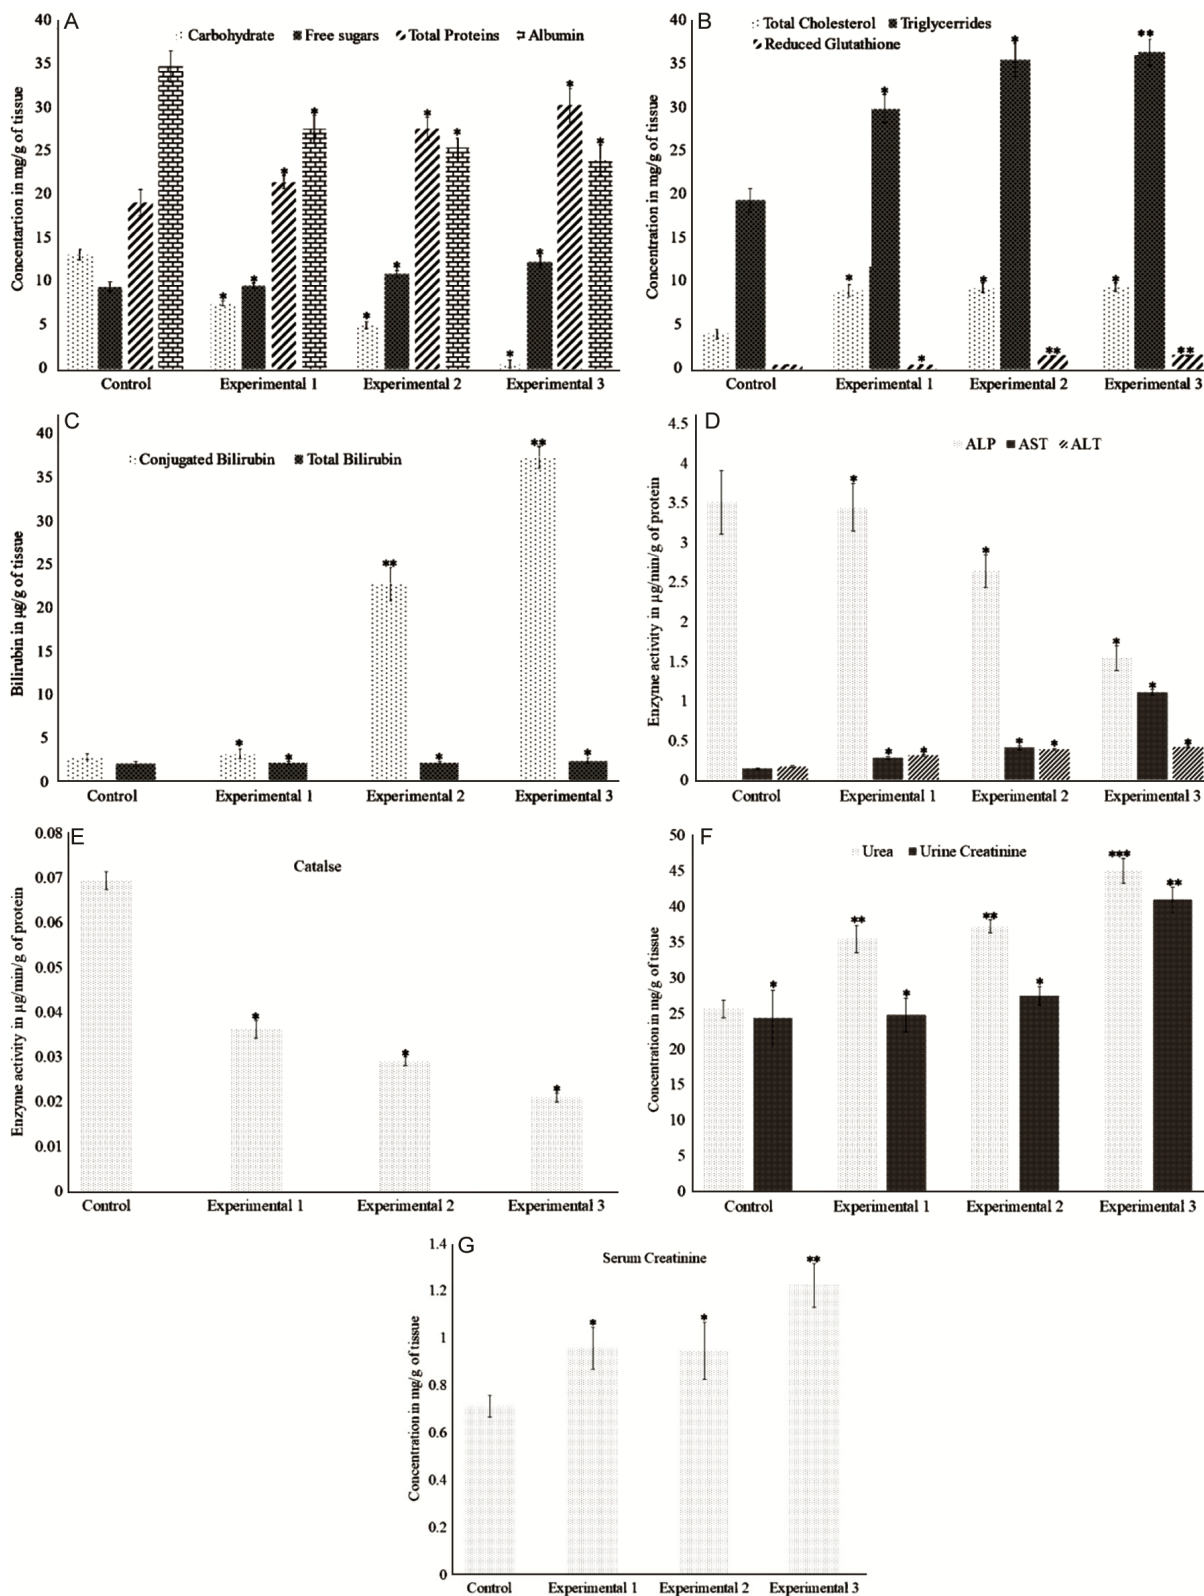 A
Carbohydrate Free sugars Total Proteins Albumin
Concentartion in mg/g of tissue
40
35
30
25
20
15
10
5
0
* * * *
* * * *
* * * *
Control Experimental 1 Experimental 2 Experimental 3
B
Total Cholesterol Triglycerrides
Reduced Glutathione
Concentration in mg/g of tissue
40
35
30
25
20
15
10
5
0
* * *
* * **
* ** **
Control Experimental 1 Experimental 2 Experimental 3
C
Conjugated Bilirubin Total Bilirubin
Bilirubin in µg/g of tissue
40
35
30
25
20
15
10
5
0
* *
** *
** *
Control Experimental 1 Experimental 2 Experimental 3
D
ALP AST ALT
Enzyme activity in µg/min/g of protein
4.5
4
3.5
3
2.5
2
1.5
1
0.5
0
* * *
* * *
* * *
Control Experimental 1 Experimental 2 Experimental 3
E
Catalse
Enzyme activity in µg/min/g of protein
0.08
0.07
0.06
0.05
0.04
0.03
0.02
0.01
0
* * *
Control Experimental 1 Experimental 2 Experimental 3
F
Urea Urine Creatinine
Concentration in mg/g of tissue
50
45
40
35
30
25
20
15
10
5
0
*
** *
** *
*** **
Control Experimental 1 Experimental 2 Experimental 3
G
Serum Creatinine
Concentration in mg/g of tissue
1.4
1.2
1
0.8
0.6
0.4
0.2
0
* * **
Control Experimental 1 Experimental 2 Experimental 3